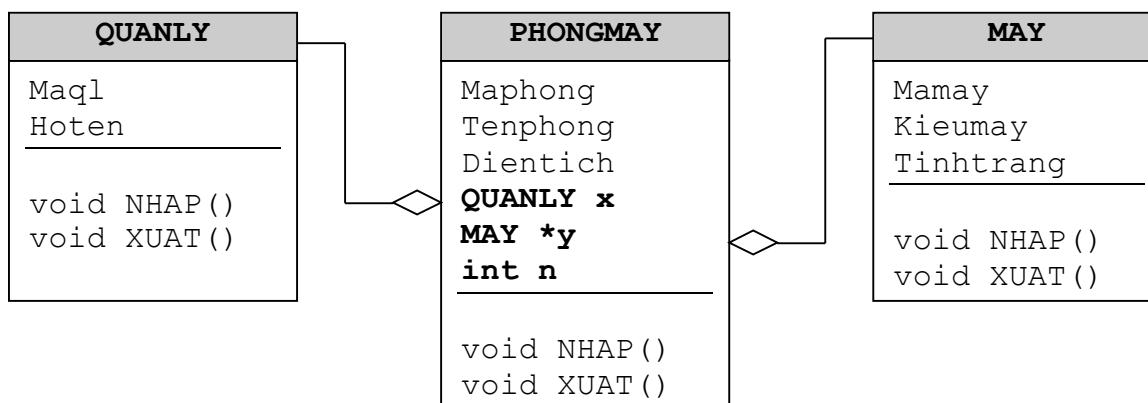 QUANLY
Maql
Hoten
void NHAP()
void XUAT()
PHONGMAY
Maphong
Tenphong
Dientich
QUANLY x
MAY *y
int n
void NHAP()
void XUAT()
MAY
Mamay
Kieumay
Tinhtrang
void NHAP()
void XUAT()